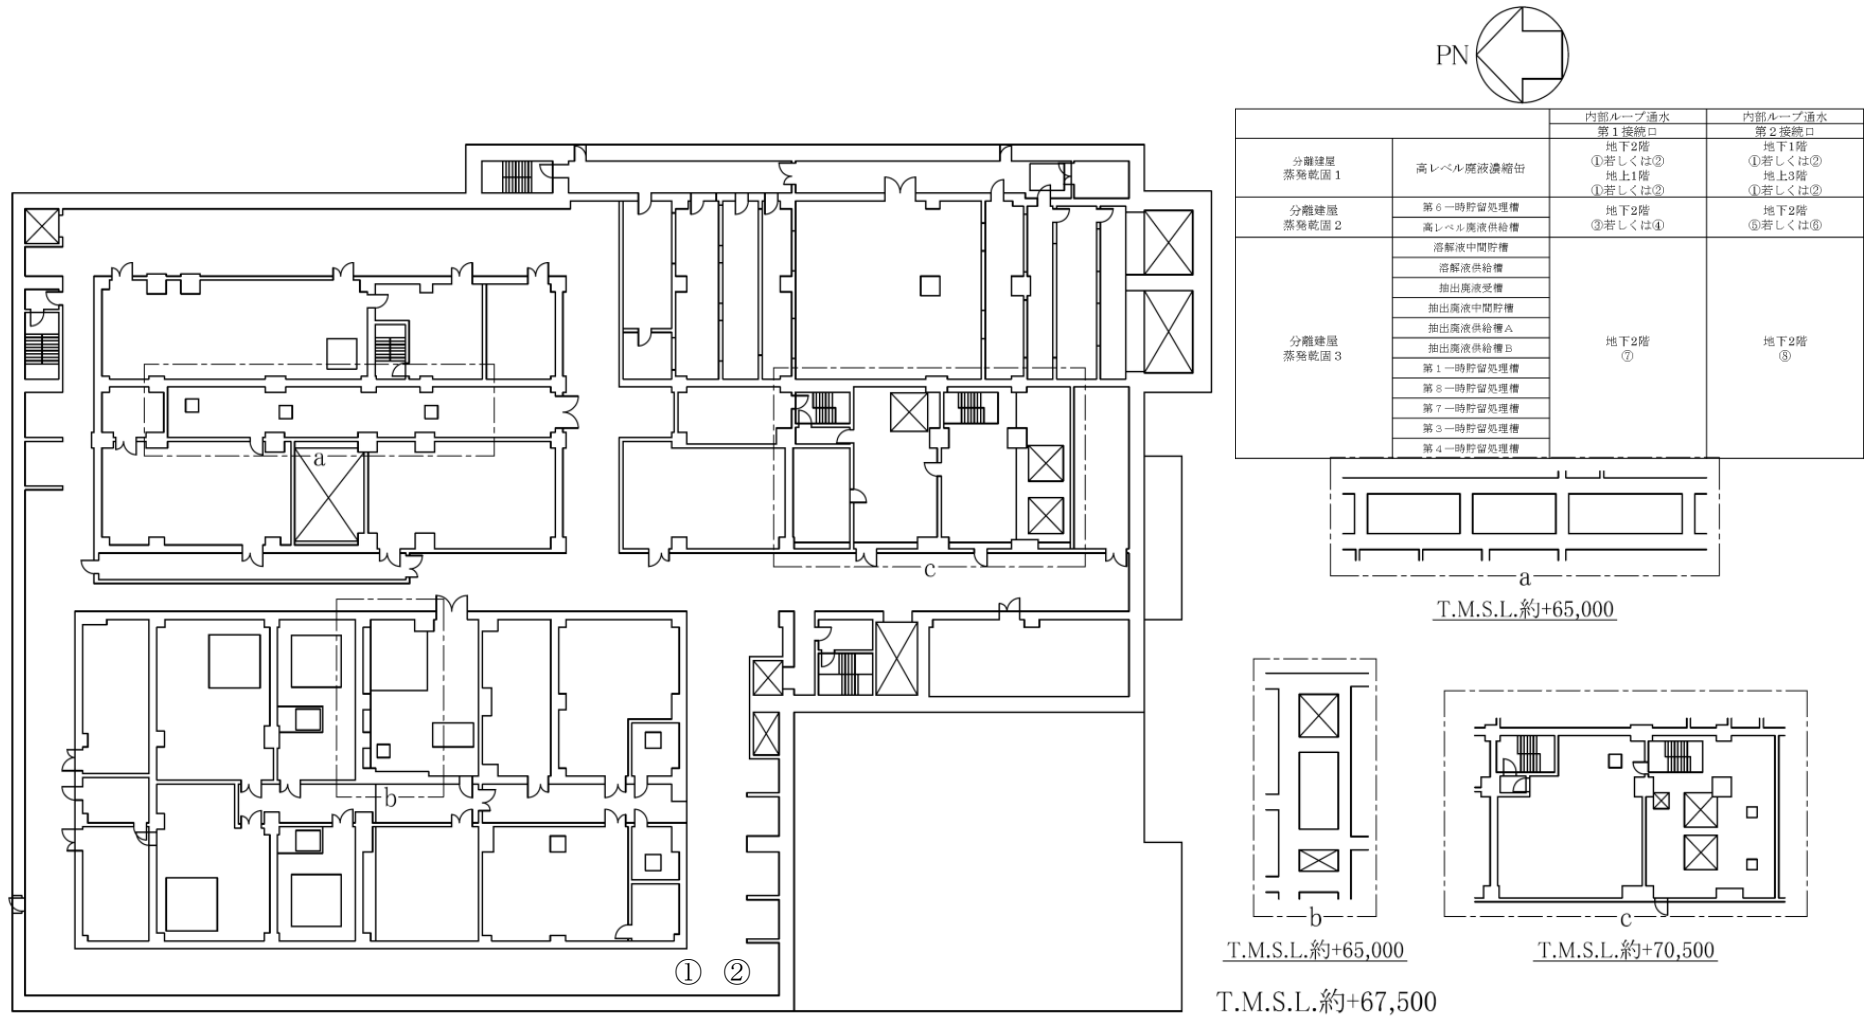 PN
内部ループ通水
内部ループ通水
第1接続口
第2接続口
分離建屋
蒸発乾固1
高レベル廃液濃縮缶
地下2階
①若しくは②
地上1階
①若しくは②
地下1階
①若しくは②
地上3階
①若しくは②
分離建屋
蒸発乾固2
第6一時貯留処理槽
高レベル廃液供給槽
地下2階
③若しくは④
地下2階
⑤若しくは⑥
分離建屋
蒸発乾固3
溶解液中間貯槽
溶解液供給槽
抽出廃液受槽
抽出廃液中間貯槽
抽出廃液供給槽A
抽出廃液供給槽B
第1一時貯留処理槽
第8一時貯留処理槽
第7一時貯留処理槽
第3一時貯留処理槽
第4一時貯留処理槽
地下2階
⑦
地下2階
⑧
a
c
b
① ②
a
T.M.S.L.約+65,000
b
T.M.S.L.約+65,000
c
T.M.S.L.約+70,500
T.M.S.L.約+67,500